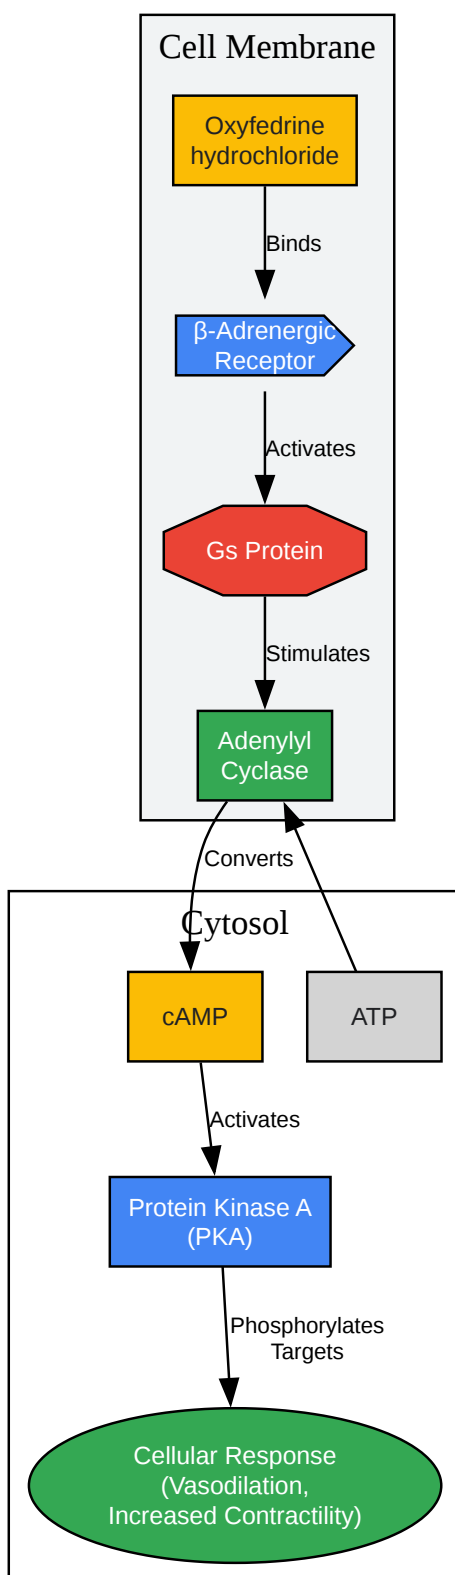 Cell Membrane
Oxyfedrine
hydrochloride
Binds
β-Adrenergic
Receptor
Activates
Gs Protein
Stimulates
Adenylyl
Cyclase
Converts
Cytosol
cAMP
ATP
Activates
Protein Kinase A
(PKA)
Phosphorylates
Targets
Cellular Response
(Vasodilation,
Increased Contractility)